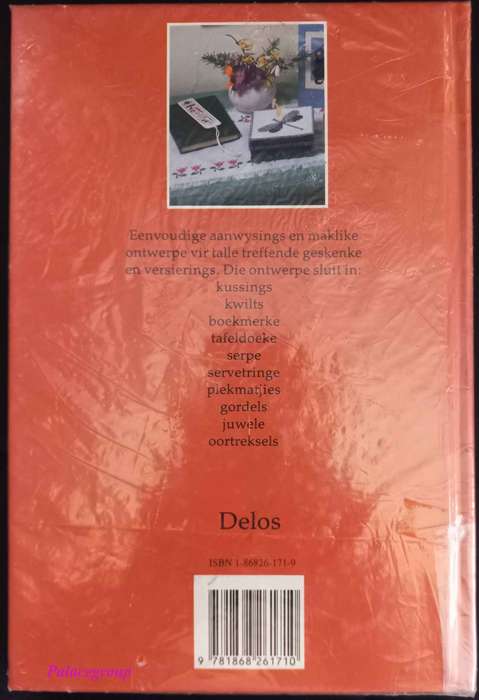 Eenvoudige aanwysings en maklike
ontwerpe vir talle treffende geskenke
en versierings. Die ontwerpe sluit in:
kussings
kwilts
boekmerke
tafeldoeke
serpe
servetringe
plekmatjies
gordels
juwele
oortreksels
Delos
ISBN 1-86826-171-9
9 781868 261710
Palacegroup